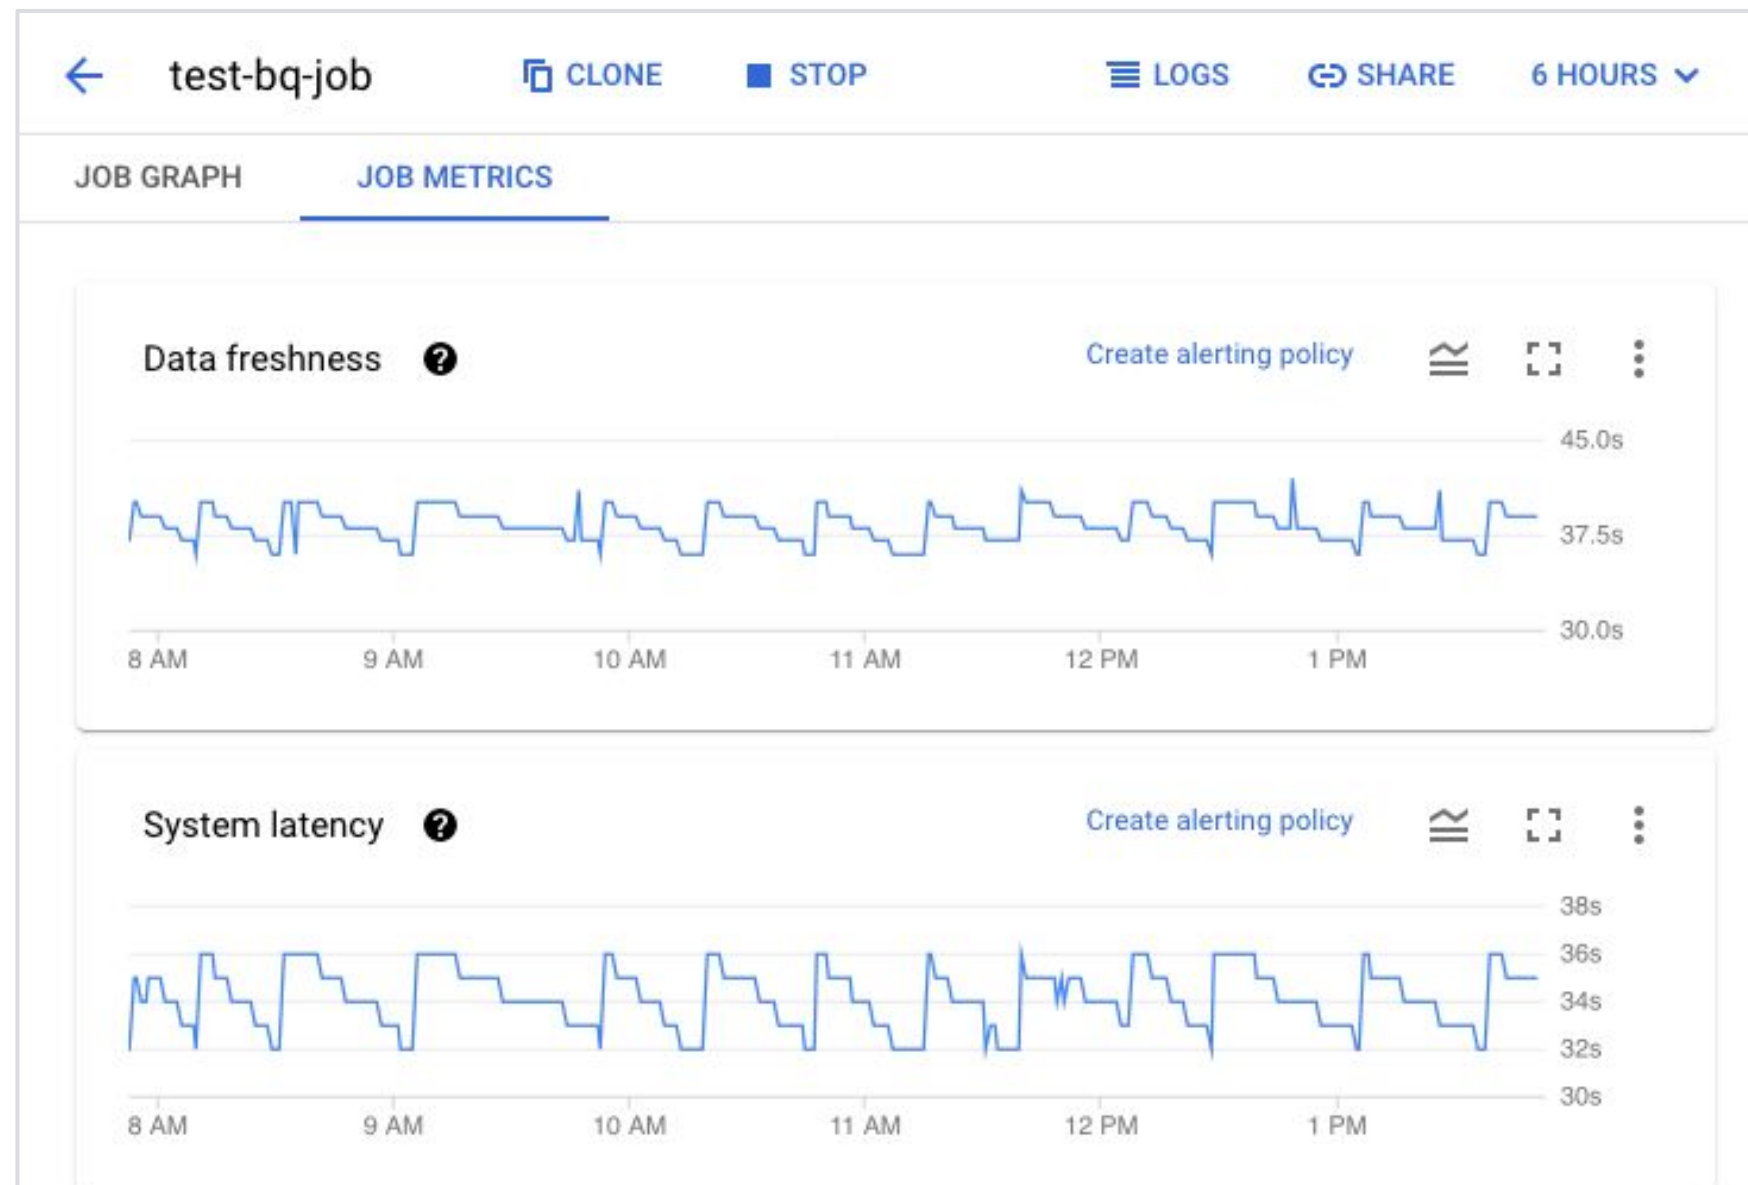 test-bq-job CLONE STOP LOGS SHARE 6 HOURS
JOB GRAPH JOB METRICS
Data freshness ? Create alerting policy
45.0s
37.5s
30.0s
8 AM 9 AM 10 AM 11 AM 12 PM 1 PM
System latency ? Create alerting policy
38s
36s
34s
32s
30s
8 AM 9 AM 10 AM 11 AM 12 PM 1 PM